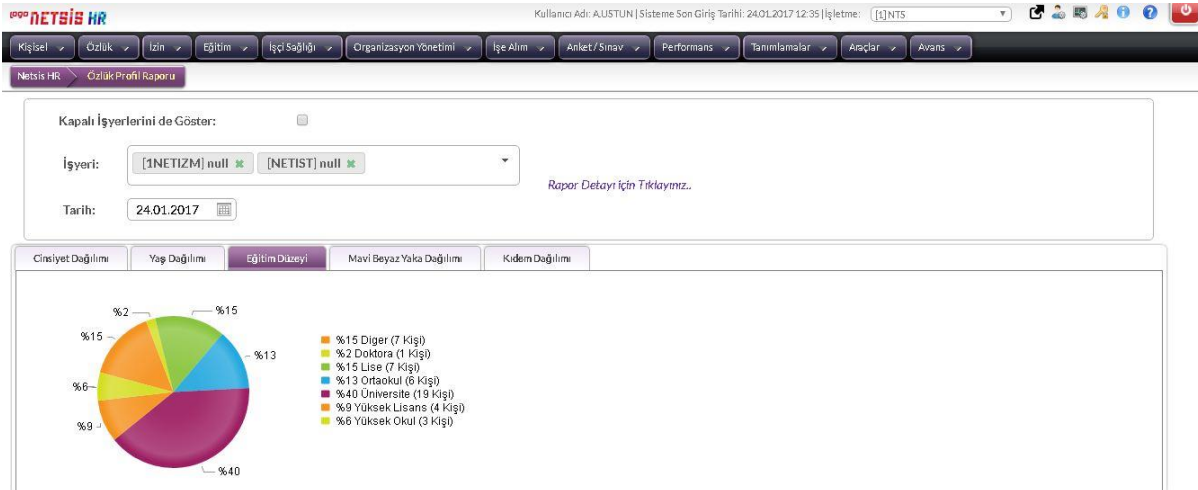 logo NETSİS HR
Kullanıcı Adı: A.USTUN | Sisteme Son Giriş Tarihi: 24.01.2017 12:35 | İşletme: [1] NTS
Kişisel Özlük İzin Eğitim İşçi Sağlığı Organizasyon Yönetimi İşe Alım Anket / Sınav Performans Tanımlamalar Araçlar Avans
Netsis HR Özlük Profil Raporu
Kapalı İşyerlerini de Göster:
İşyeri: [1NETIZM] null [NETIST] null
Rapor Detayı için Tıklayınız..
Tarih: 24.01.2017
Cinsiyet Dağılımı Yaş Dağılımı Eğitim Düzeyi Mavi Beyaz Yaka Dağılımı Kıdem Dağılımı
%2 %15
%15
%13
%6
%9
%40
%15 Diger (7 Kişi)
%2 Doktora (1 Kişi)
%15 Lise (7 Kişi)
%13 Ortaokul (6 Kişi)
%40 Üniversite (19 Kişi)
%9 Yüksek Lisans (4 Kişi)
%6 Yüksek Okul (3 Kişi)